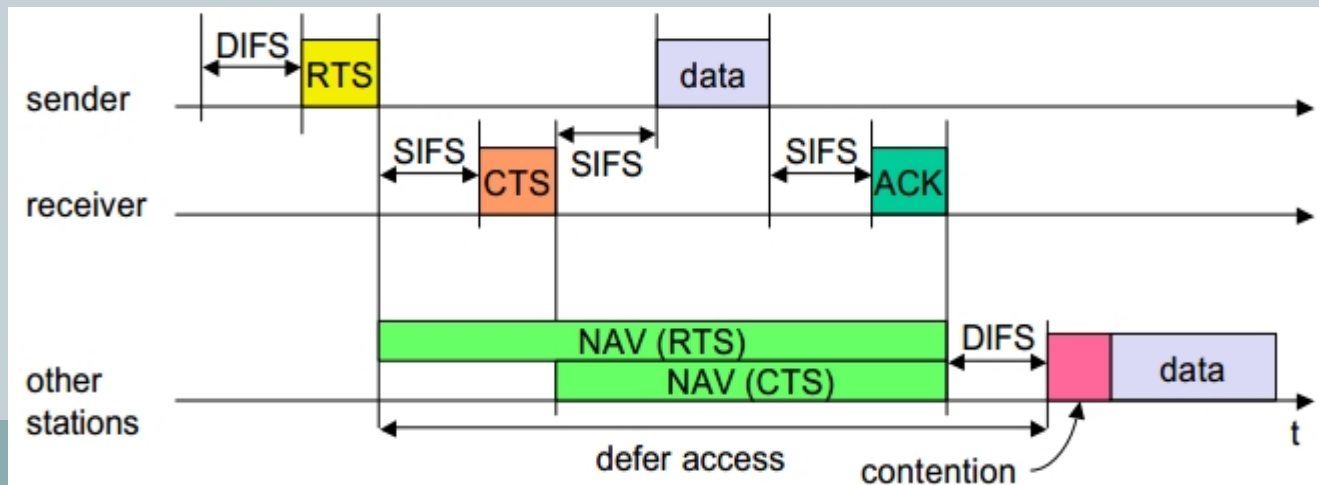 DIFS
RTS
data
sender
SIFS
CTS
SIFS
SIFS
ACK
receiver
NAV (RTS)
DIFS
NAV (CTS)
data
other
stations
t
defer access
contention